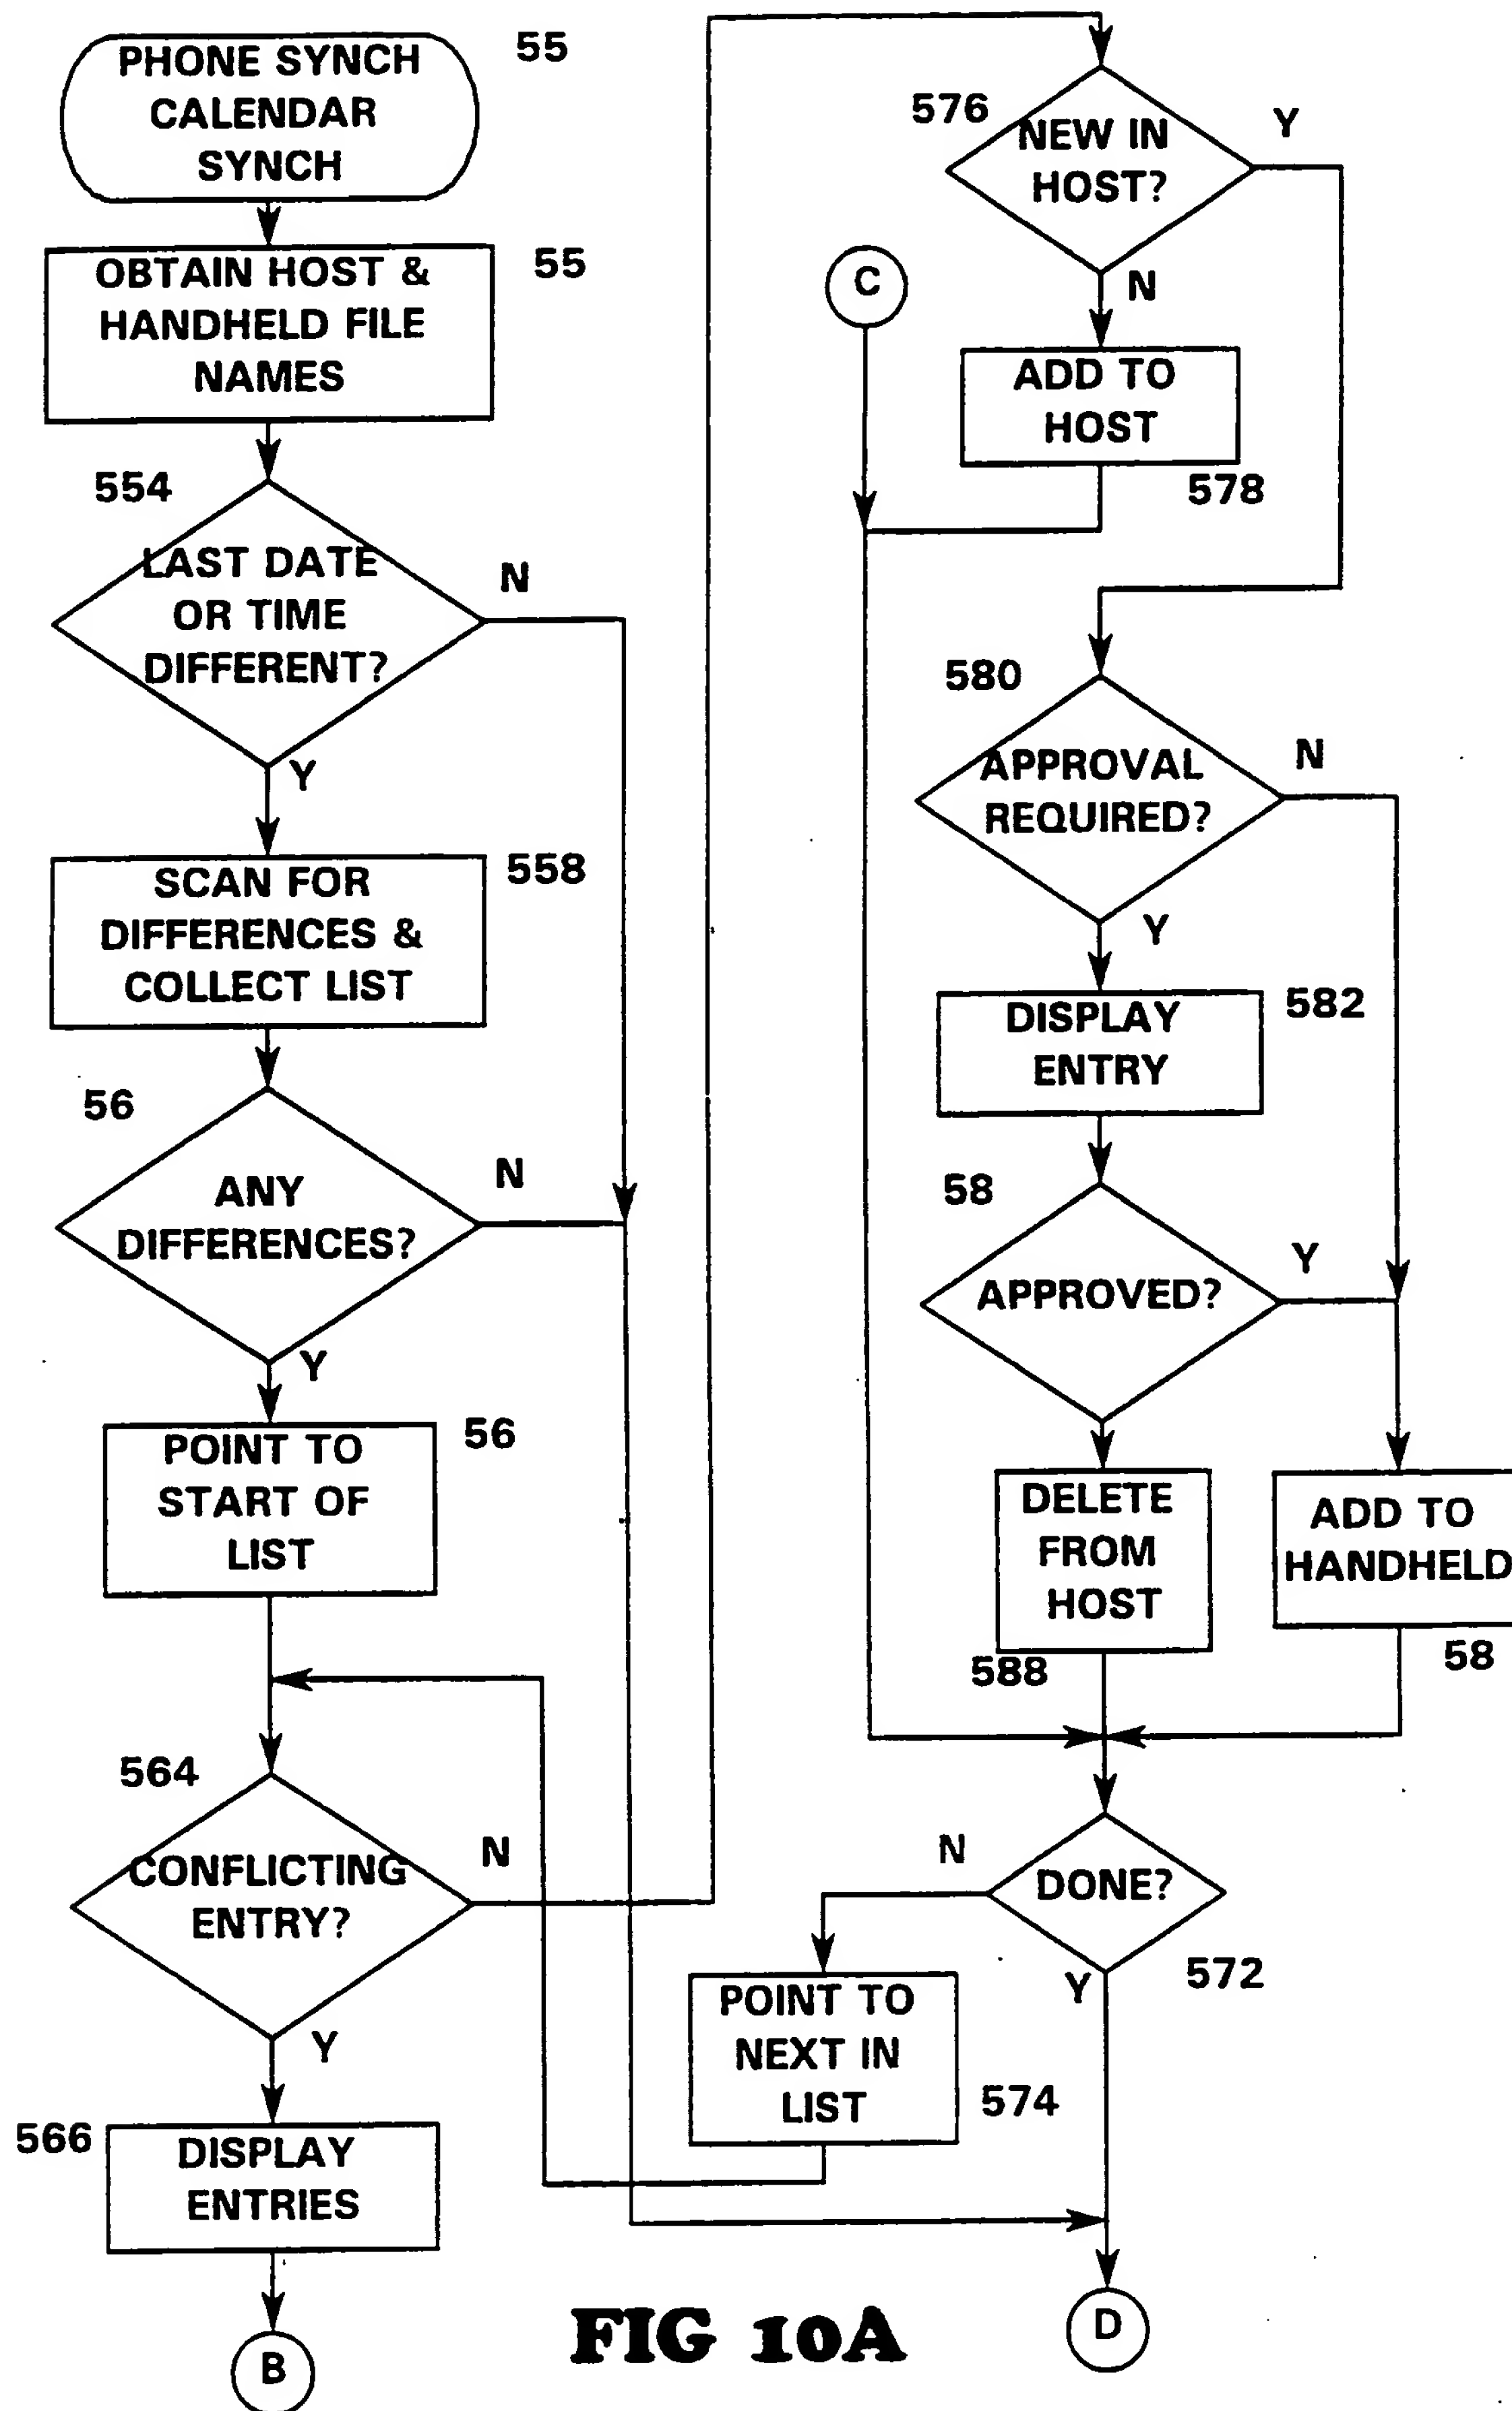 PHONE SYNCH
CALENDAR
SYNCH
55
OBTAIN HOST &
HANDHELD FILE
NAMES
55
554
LAST DATE
OR TIME
DIFFERENT?
N
Y
SCAN FOR
DIFFERENCES &
COLLECT LIST
558
56
ANY
DIFFERENCES?
N
Y
POINT TO
START OF
LIST
56
564
CONFLICTING
ENTRY?
N
Y
566
DISPLAY
ENTRIES
B
576
NEW IN
HOST?
Y
N
C
ADD TO
HOST
578
580
APPROVAL
REQUIRED?
N
Y
DISPLAY
ENTRY
582
58
APPROVED?
Y
DELETE
FROM
HOST
588
ADD TO
HANDHELD
58
DONE?
N
Y
572
POINT TO
NEXT IN
LIST
574
D
FIG 10A